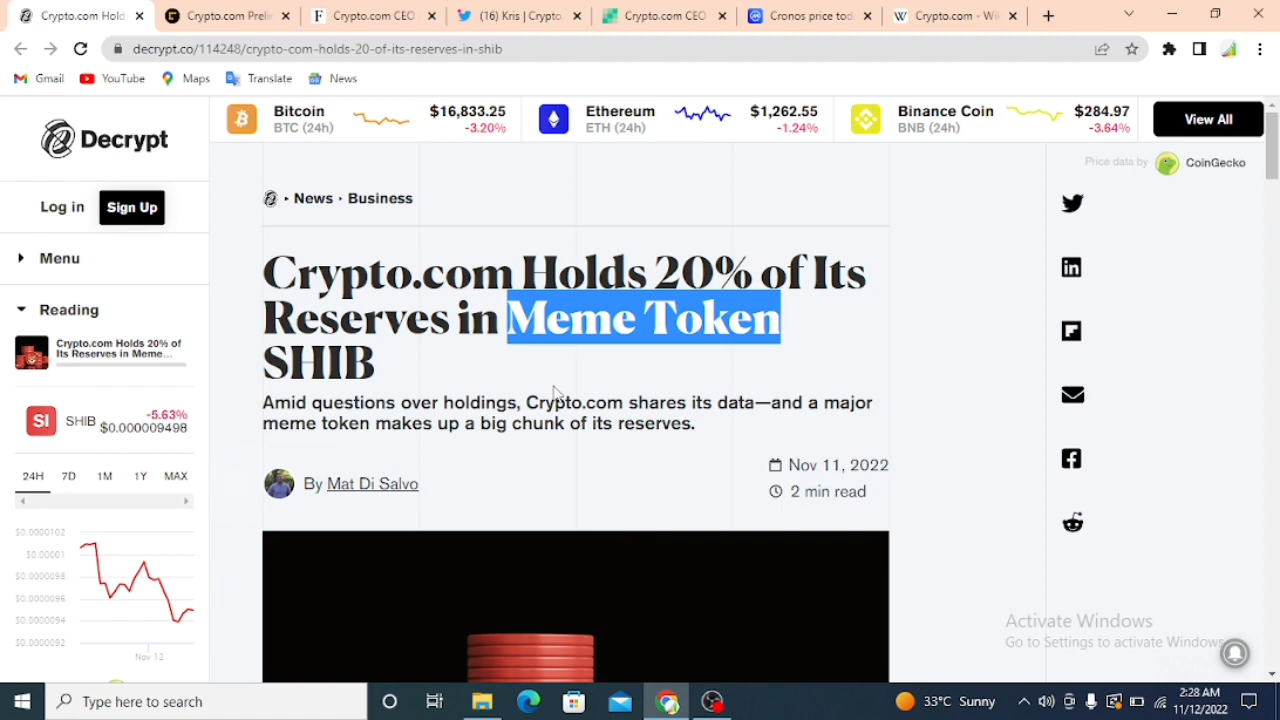 Crypto.com Hold
Crypto.com Preli
Crypto.com CEO
(16) Kris | Crypto.
Crypto.com CEO
Cronos price tod
Crypto.com - Wi
decrypt.co/114248/crypto-com-holds-20-of-its-reserves-in-shib
Gmail
YouTube
Maps
Translate
News
Decrypt
Bitcoin
BTC (24h)
$16,833.25
-3.20%
Ethereum
ETH (24h)
$1,262.55
-1.24%
Binance Coin
BNB (24h)
$284.97
-3.64%
View All
Price data by CoinGecko
Log in
Sign Up
Menu
Reading
Crypto.com Holds 20% of
Its Reserves in Meme...
SI
SHIB
-5.63%
$0.000009498
24H 7D 1M 1Y MAX
$0.0000102
$0.00001
$0.0000098
$0.0000096
$0.0000094
$0.0000092
Nov 12
News
Business
Crypto.com Holds 20% of Its
Reserves in Meme Token
SHIB
Amid questions over holdings, Crypto.com shares its data—and a major
meme token makes up a big chunk of its reserves.
By Mat Di Salvo
Nov 11, 2022
2 min read
Activate Windows
Go to Settings to activate Windows.
Type here to search
33°C Sunny
2:28 AM
11/12/2022